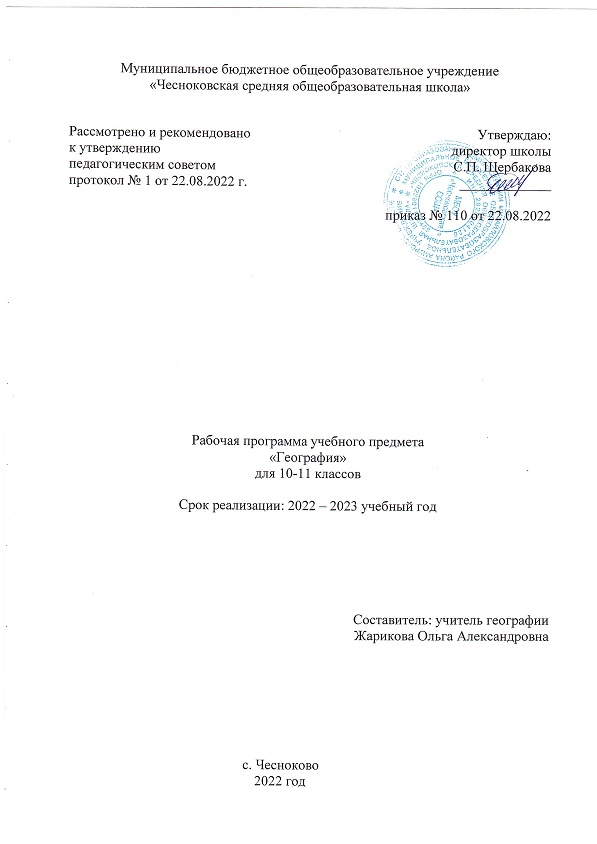 Муниципальное бюджетное общеобразовательное учреждение
«Чесноковская средняя общеобразовательная школа»
Рассмотрено и рекомендовано
к утверждению
педагогическим советом
протокол № 1 от 22.08.2022 г.
Утверждаю:
директор школы
С.П. Щербакова
приказ № 110 от 22.08.2022
Рабочая программа учебного предмета
«География»
для 10-11 классов
Срок реализации: 2022 – 2023 учебный год
Составитель: учитель географии
Жарикова Ольга Александровна
с. Чесноково
2022 год